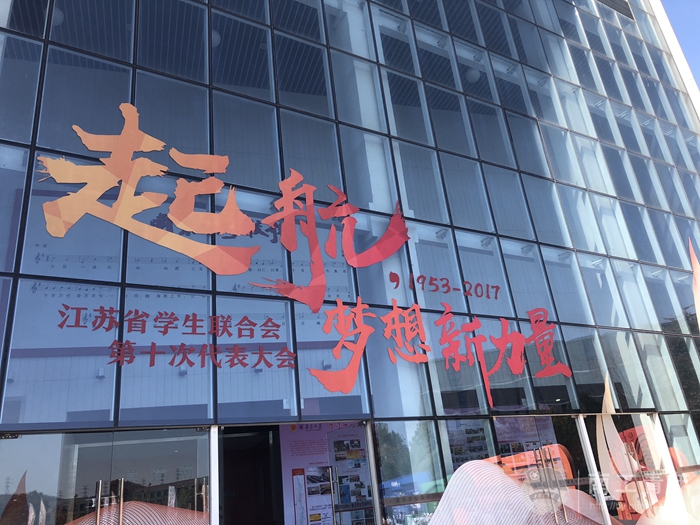 起航
,1953-2017
江苏省学生联合会
第十次代表大会
梦想新力量